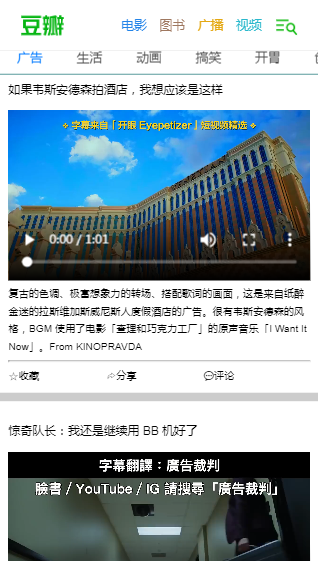 豆瓣
电影 图书 广播 视频
广告 生活 动画 搞笑 开胃
如果韦斯安德森拍酒店，我想应该是这样
字幕来自「开眼 Eyepetizer」短视频精选
0:00 / 1:01
复古的色调、极富想象力的转场、搭配歌词的画面，这是来自纸醉
金迷的拉斯维加斯威尼斯人度假酒店的广告。很有韦斯安德森的风
格，BGM 使用了电影「查理和巧克力工厂」的原声音乐「I Want It
Now」。From KINOPRAVDA
☆收藏 分享 评论
惊奇队长：我还是继续用 BB 机好了
字幕翻譯：廣告裁判
臉書 / YouTube / IG 請搜尋「廣告裁判」